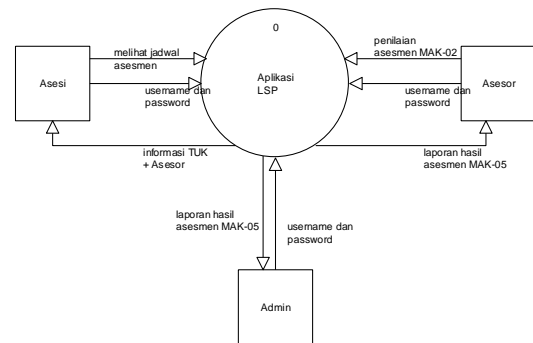 0
melihat jadwal
asesmen
penilaian
asesmen MAK-02
Asesi
Aplikasi
LSP
Asesor
username dan
password
username dan
password
informasi TUK
+ Asesor
laporan hasil
asesmen MAK-05
laporan hasil
asesmen MAK-05
username dan
password
Admin